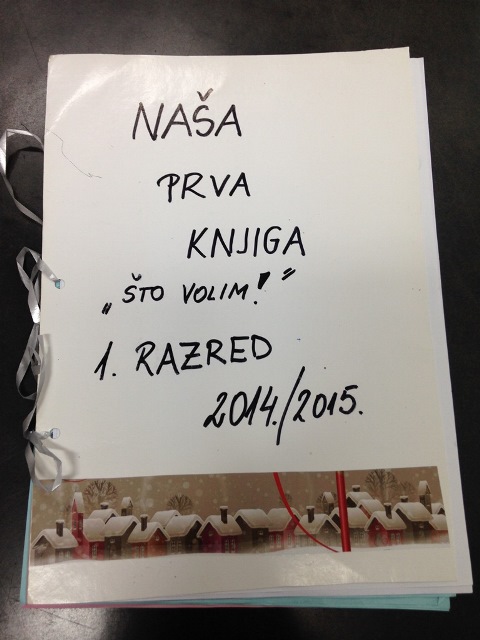 NAŠA
PRVA
KNJIGA
„ŠTO VOLIM!"
1. RAZRED
2014./2015.